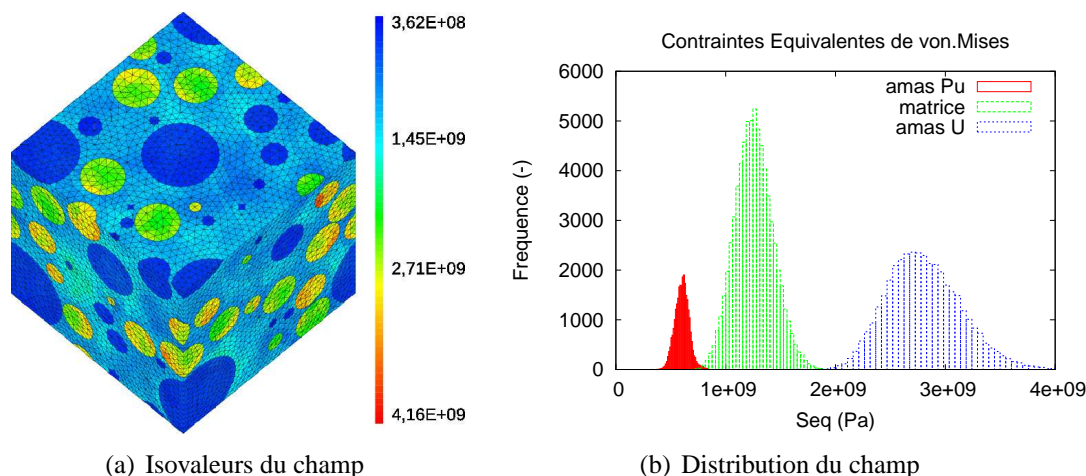 3,62E+08
1,45E+09
2,71E+09
4,16E+09
(a) Isovaleurs du champ
Contraintes Equivalentes de von.Mises
amas Pu
matrice
amas U
Frequence (-)
6000
5000
4000
3000
2000
1000
0
0 1e+09 2e+09 3e+09 4e+09
Seq (Pa)
(b) Distribution du champ